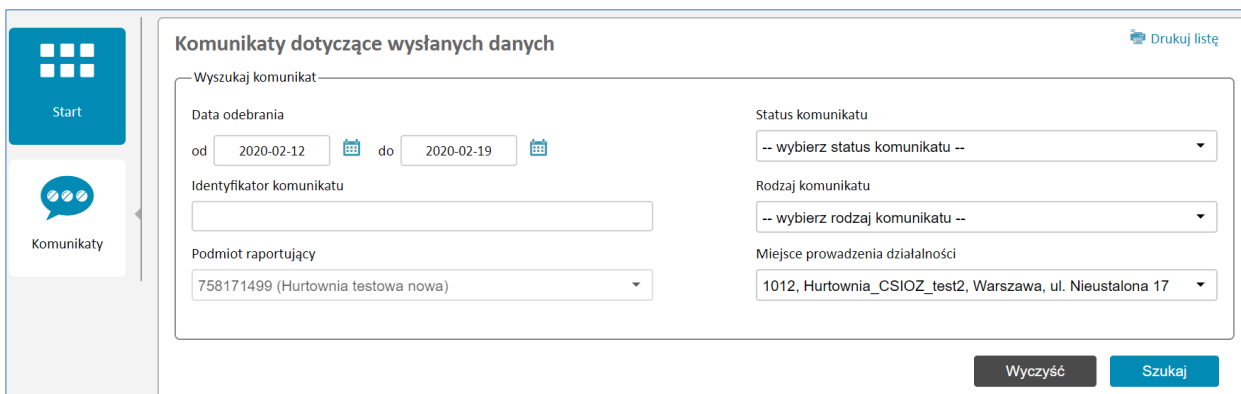 Start
Komunikaty
Komunikaty dotyczące wysłanych danych
Drukuj listę
Wyszukaj komunikat
Data odebrania
od 2020-02-12 do 2020-02-19
Status komunikatu
-- wybierz status komunikatu --
Identyfikator komunikatu
Rodzaj komunikatu
-- wybierz rodzaj komunikatu --
Podmiot raportujący
758171499 (Hurtownia testowa nowa)
Miejsce prowadzenia działalności
1012, Hurtownia_CSIOZ_test2, Warszawa, ul. Nieustalona 17
Wyczyść
Szukaj